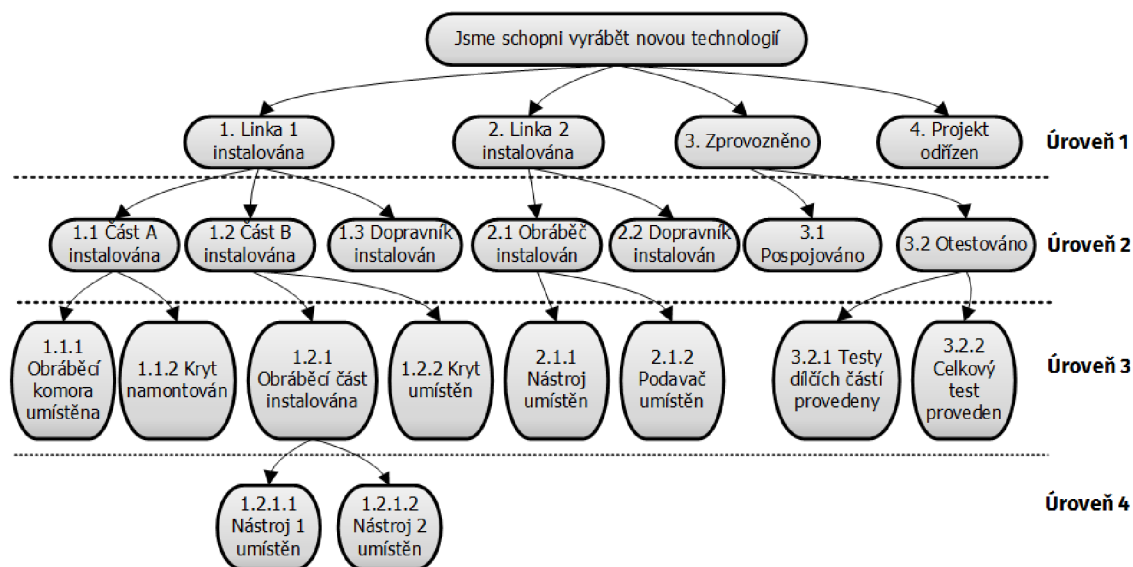 Jsme schopni vyrábět novou technologií
1. Linka 1
instalována
2. Linka 2
instalována
3. Zprovozněno
4. Projekt
odřízen
Úroveň 1
1.1 Část A
instalována
1.2 Část B
instalována
1.3 Dopravník
instalován
2.1 Obráběč
instalován
2.2 Dopravník
instalován
3.1
Pospojováno
3.2 Otestováno
Úroveň 2
1.1.1
Obráběcí
komora
umístěna
1.1.2 Kryt
namontován
1.2.1
Obráběcí část
instalována
1.2.2 Kryt
umístěn
2.1.1
Nástroj
umístěn
2.1.2
Podavač
umístěn
3.2.1 Testy
dílčích částí
provedeny
3.2.2
Celkový
test
proveden
Úroveň 3
1.2.1.1
Nástroj 1
umístěn
1.2.1.2
Nástroj 2
umístěn
Úroveň 4